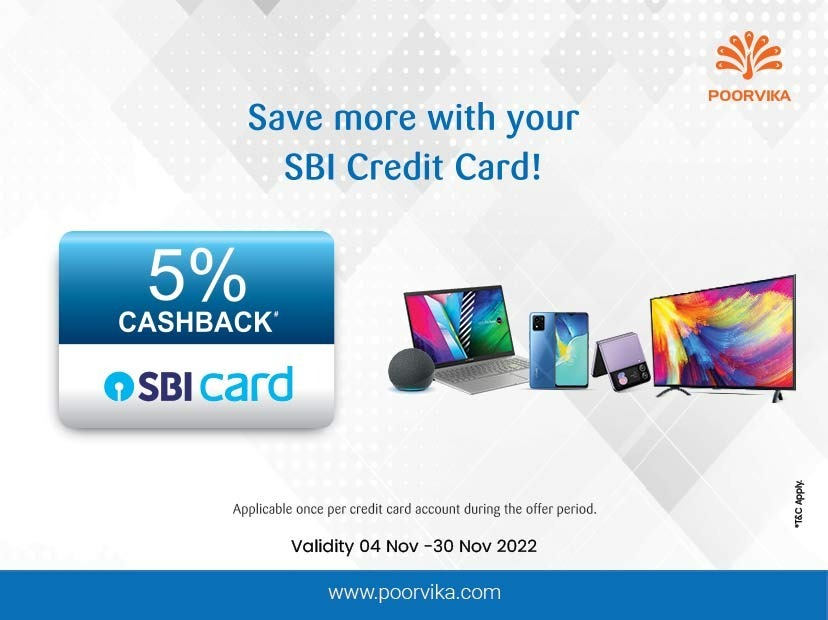 POORVIKA
Save more with your
SBI Credit Card!
5%
CASHBACK#
SBI card
*T&C Apply.
Applicable once per credit card account during the offer period.
Validity 04 Nov -30 Nov 2022
www.poorvika.com